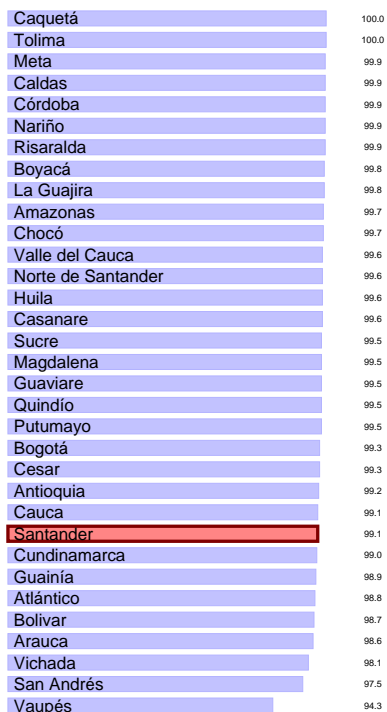 Caquetá 100.0
Tolima 100.0
Meta 99.9
Caldas 99.9
Córdoba 99.9
Nariño 99.9
Risaralda 99.9
Boyacá 99.8
La Guajira 99.8
Amazonas 99.7
Chocó 99.7
Valle del Cauca 99.6
Norte de Santander 99.6
Huila 99.6
Casanare 99.6
Sucre 99.5
Magdalena 99.5
Guaviare 99.5
Quindío 99.5
Putumayo 99.5
Bogotá 99.3
Cesar 99.3
Antioquia 99.2
Cauca 99.1
Santander 99.1
Cundinamarca 99.0
Guainía 98.9
Atlántico 98.8
Bolivar 98.7
Arauca 98.6
Vichada 98.1
San Andrés 97.5
Vaupés 94.3